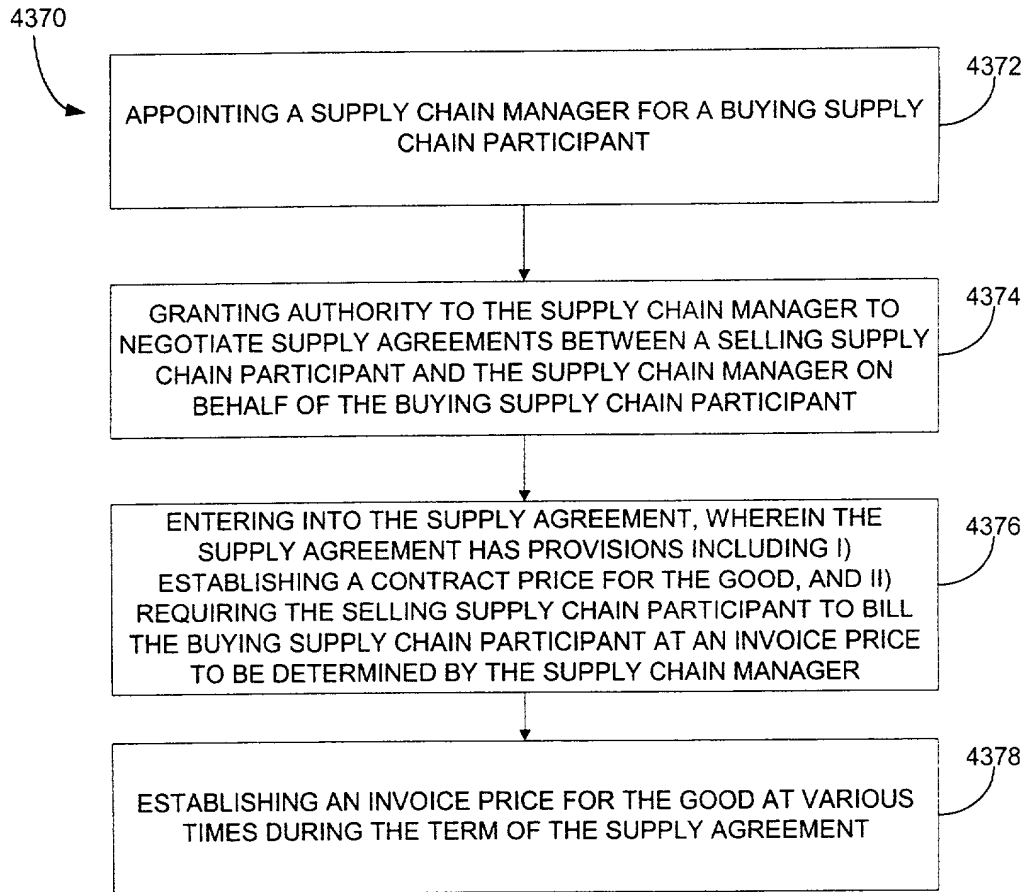 4370
4372
APPOINTING A SUPPLY CHAIN MANAGER FOR A BUYING SUPPLY
CHAIN PARTICIPANT
4374
GRANTING AUTHORITY TO THE SUPPLY CHAIN MANAGER TO
NEGOTIATE SUPPLY AGREEMENTS BETWEEN A SELLING SUPPLY
CHAIN PARTICIPANT AND THE SUPPLY CHAIN MANAGER ON
BEHALF OF THE BUYING SUPPLY CHAIN PARTICIPANT
4376
ENTERING INTO THE SUPPLY AGREEMENT, WHEREIN THE
SUPPLY AGREEMENT HAS PROVISIONS INCLUDING I)
ESTABLISHING A CONTRACT PRICE FOR THE GOOD, AND II)
REQUIRING THE SELLING SUPPLY CHAIN PARTICIPANT TO BILL
THE BUYING SUPPLY CHAIN PARTICIPANT AT AN INVOICE PRICE
TO BE DETERMINED BY THE SUPPLY CHAIN MANAGER
4378
ESTABLISHING AN INVOICE PRICE FOR THE GOOD AT VARIOUS
TIMES DURING THE TERM OF THE SUPPLY AGREEMENT